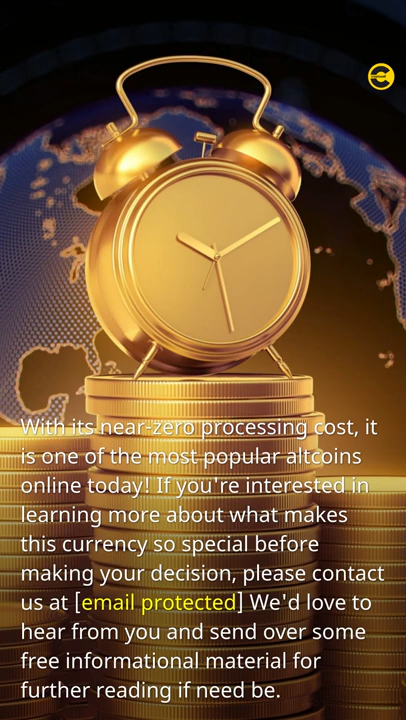 With its near-zero processing cost, it
is one of the most popular altcoins
online today! If you're interested in
learning more about what makes
this currency so special before
making your decision, please contact
us at [email protected] We'd love to
hear from you and send over some
free informational material for
further reading if need be.